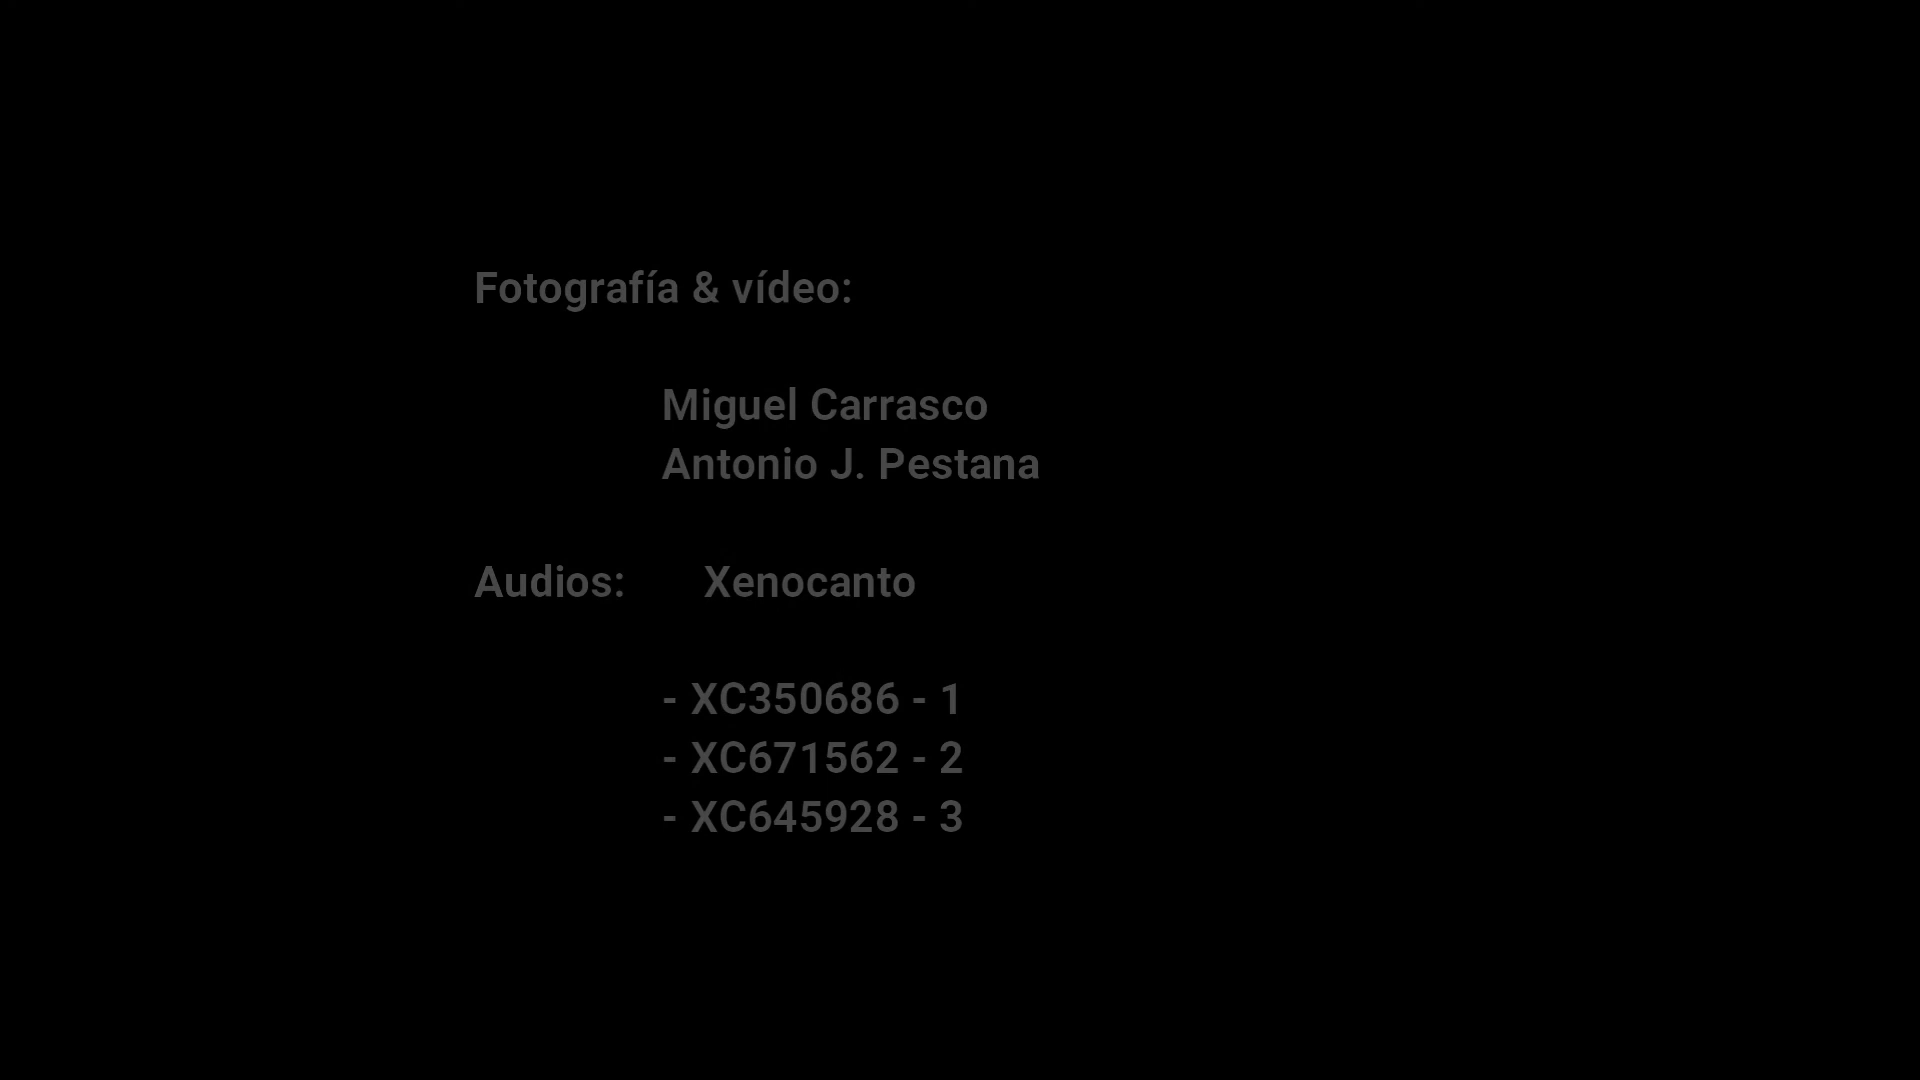 Fotografía & vídeo:
Miguel Carrasco
Antonio J. Pestana
Audios: Xenocanto
- XC350686 - 1
- XC671562 - 2
- XC645928 - 3